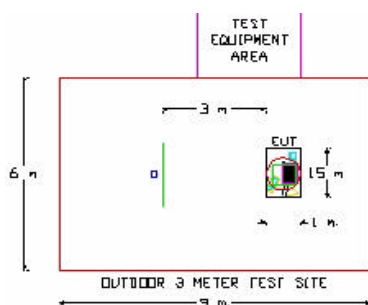 TEST
EQUIPMENT
AREA
3 m
EUT
6 m
1.5 m
1 m
OUTDOOR 3 METER TEST SITE
9 m